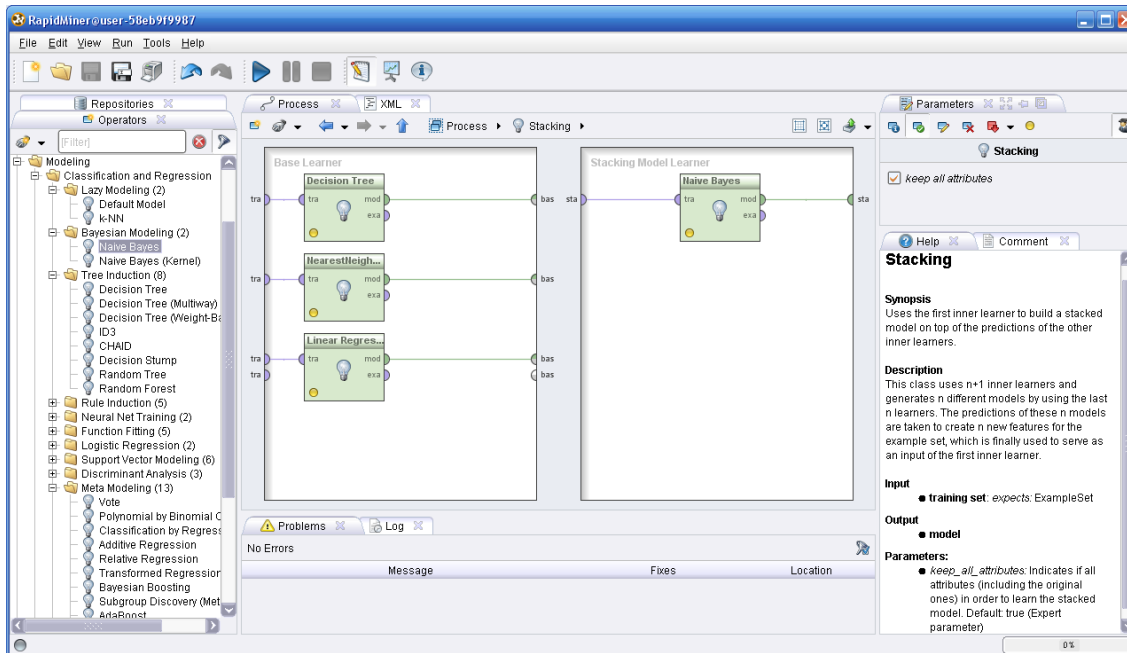 RapidMiner@user-58eb9f9987
File Edit View Run Tools Help
Repositories
Operators
[Filter]
Modeling
Classification and Regression
Lazy Modeling (2)
Default Model
k-NN
Bayesian Modeling (2)
Naive Bayes
Naive Bayes (Kernel)
Tree Induction (8)
Decision Tree
Decision Tree (Multiway)
Decision Tree (Weight-Ba
ID3
CHAID
Decision Stump
Random Tree
Random Forest
Rule Induction (5)
Neural Net Training (2)
Function Fitting (5)
Logistic Regression (2)
Support Vector Modeling (6)
Discriminant Analysis (3)
Meta Modeling (13)
Vote
Polynomial by Binomial C
Classification by Regress
Additive Regression
Relative Regression
Transformed Regression
Bayesian Boosting
Subgroup Discovery (Met
AdaBoost
Process XML
Process Stacking
Base Learner
Decision Tree
tra tra mod bas
exa
NearestNeigh...
tra tra mod bas
exa
Linear Regres...
tra tra mod bas
tra exa bas
Stacking Model Learner
Naive Bayes
sta tra mod sta
exa
Problems Log
No Errors
Message Fixes Location
Parameters
Stacking
keep all attributes
Help Comment
Stacking
Synopsis
Uses the first inner learner to build a stacked
model on top of the predictions of the other
inner learners.
Description
This class uses n+1 inner learners and
generates n different models by using the last
n learners. The predictions of these n models
are taken to create n new features for the
example set, which is finally used to serve as
an input of the first inner learner.
Input
training set: expects: ExampleSet
Output
model
Parameters:
keep_all_attributes: Indicates if all
attributes (including the original
ones) in order to learn the stacked
model. Default: true (Expert
parameter)
0%